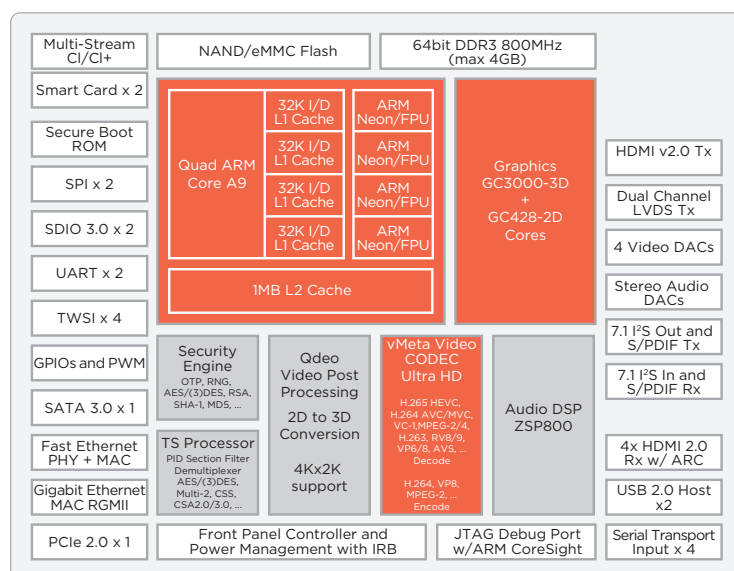 Multi-Stream
CI/CI+
NAND/eMMC Flash
64bit DDR3 800MHz
(max 4GB)
Smart Card x 2
Secure Boot
ROM
SPI x 2
SDIO 3.0 x 2
UART x 2
TWSI x 4
GPIOs and PWM
SATA 3.0 x 1
Fast Ethernet
PHY + MAC
Gigabit Ethernet
MAC RGMII
PCIe 2.0 x 1
Quad ARM
Core A9
32K I/D
L1 Cache
32K I/D
L1 Cache
32K I/D
L1 Cache
32K I/D
L1 Cache
ARM
Neon/FPU
ARM
Neon/FPU
ARM
Neon/FPU
ARM
Neon/FPU
1MB L2 Cache
Graphics
GC3000-3D
+
GC428-2D
Cores
Security
Engine
OTP, RNG,
AES/(3)DES, RSA,
SHA-1, MD5, ...
TS Processor
PID Section Filter
Demultiplexer
AES/(3)DES,
Multi-2, CSS,
CSA2.0/3.0, ...
Qdeo
Video Post
Processing
2D to 3D
Conversion
4Kx2K
support
vMeta Video
CODEC
Ultra HD
H.265 HEVC,
H.264 AVC/MVC,
VC-1,MPEG-2/4,
H.263, RV8/9,
VP6/8, AVS, ...
Decode
H.264, VP8,
MPEG-2, ...
Encode
Audio DSP
ZSP800
Front Panel Controller and
Power Management with IRB
JTAG Debug Port
w/ARM CoreSight
HDMI v2.0 Tx
Dual Channel
LVDS Tx
4 Video DACs
Stereo Audio
DACs
7.1 I²S Out and
S/PDIF Tx
7.1 I²S In and
S/PDIF Rx
4x HDMI 2.0
Rx w/ ARC
USB 2.0 Host
x2
Serial Transport
Input x 4